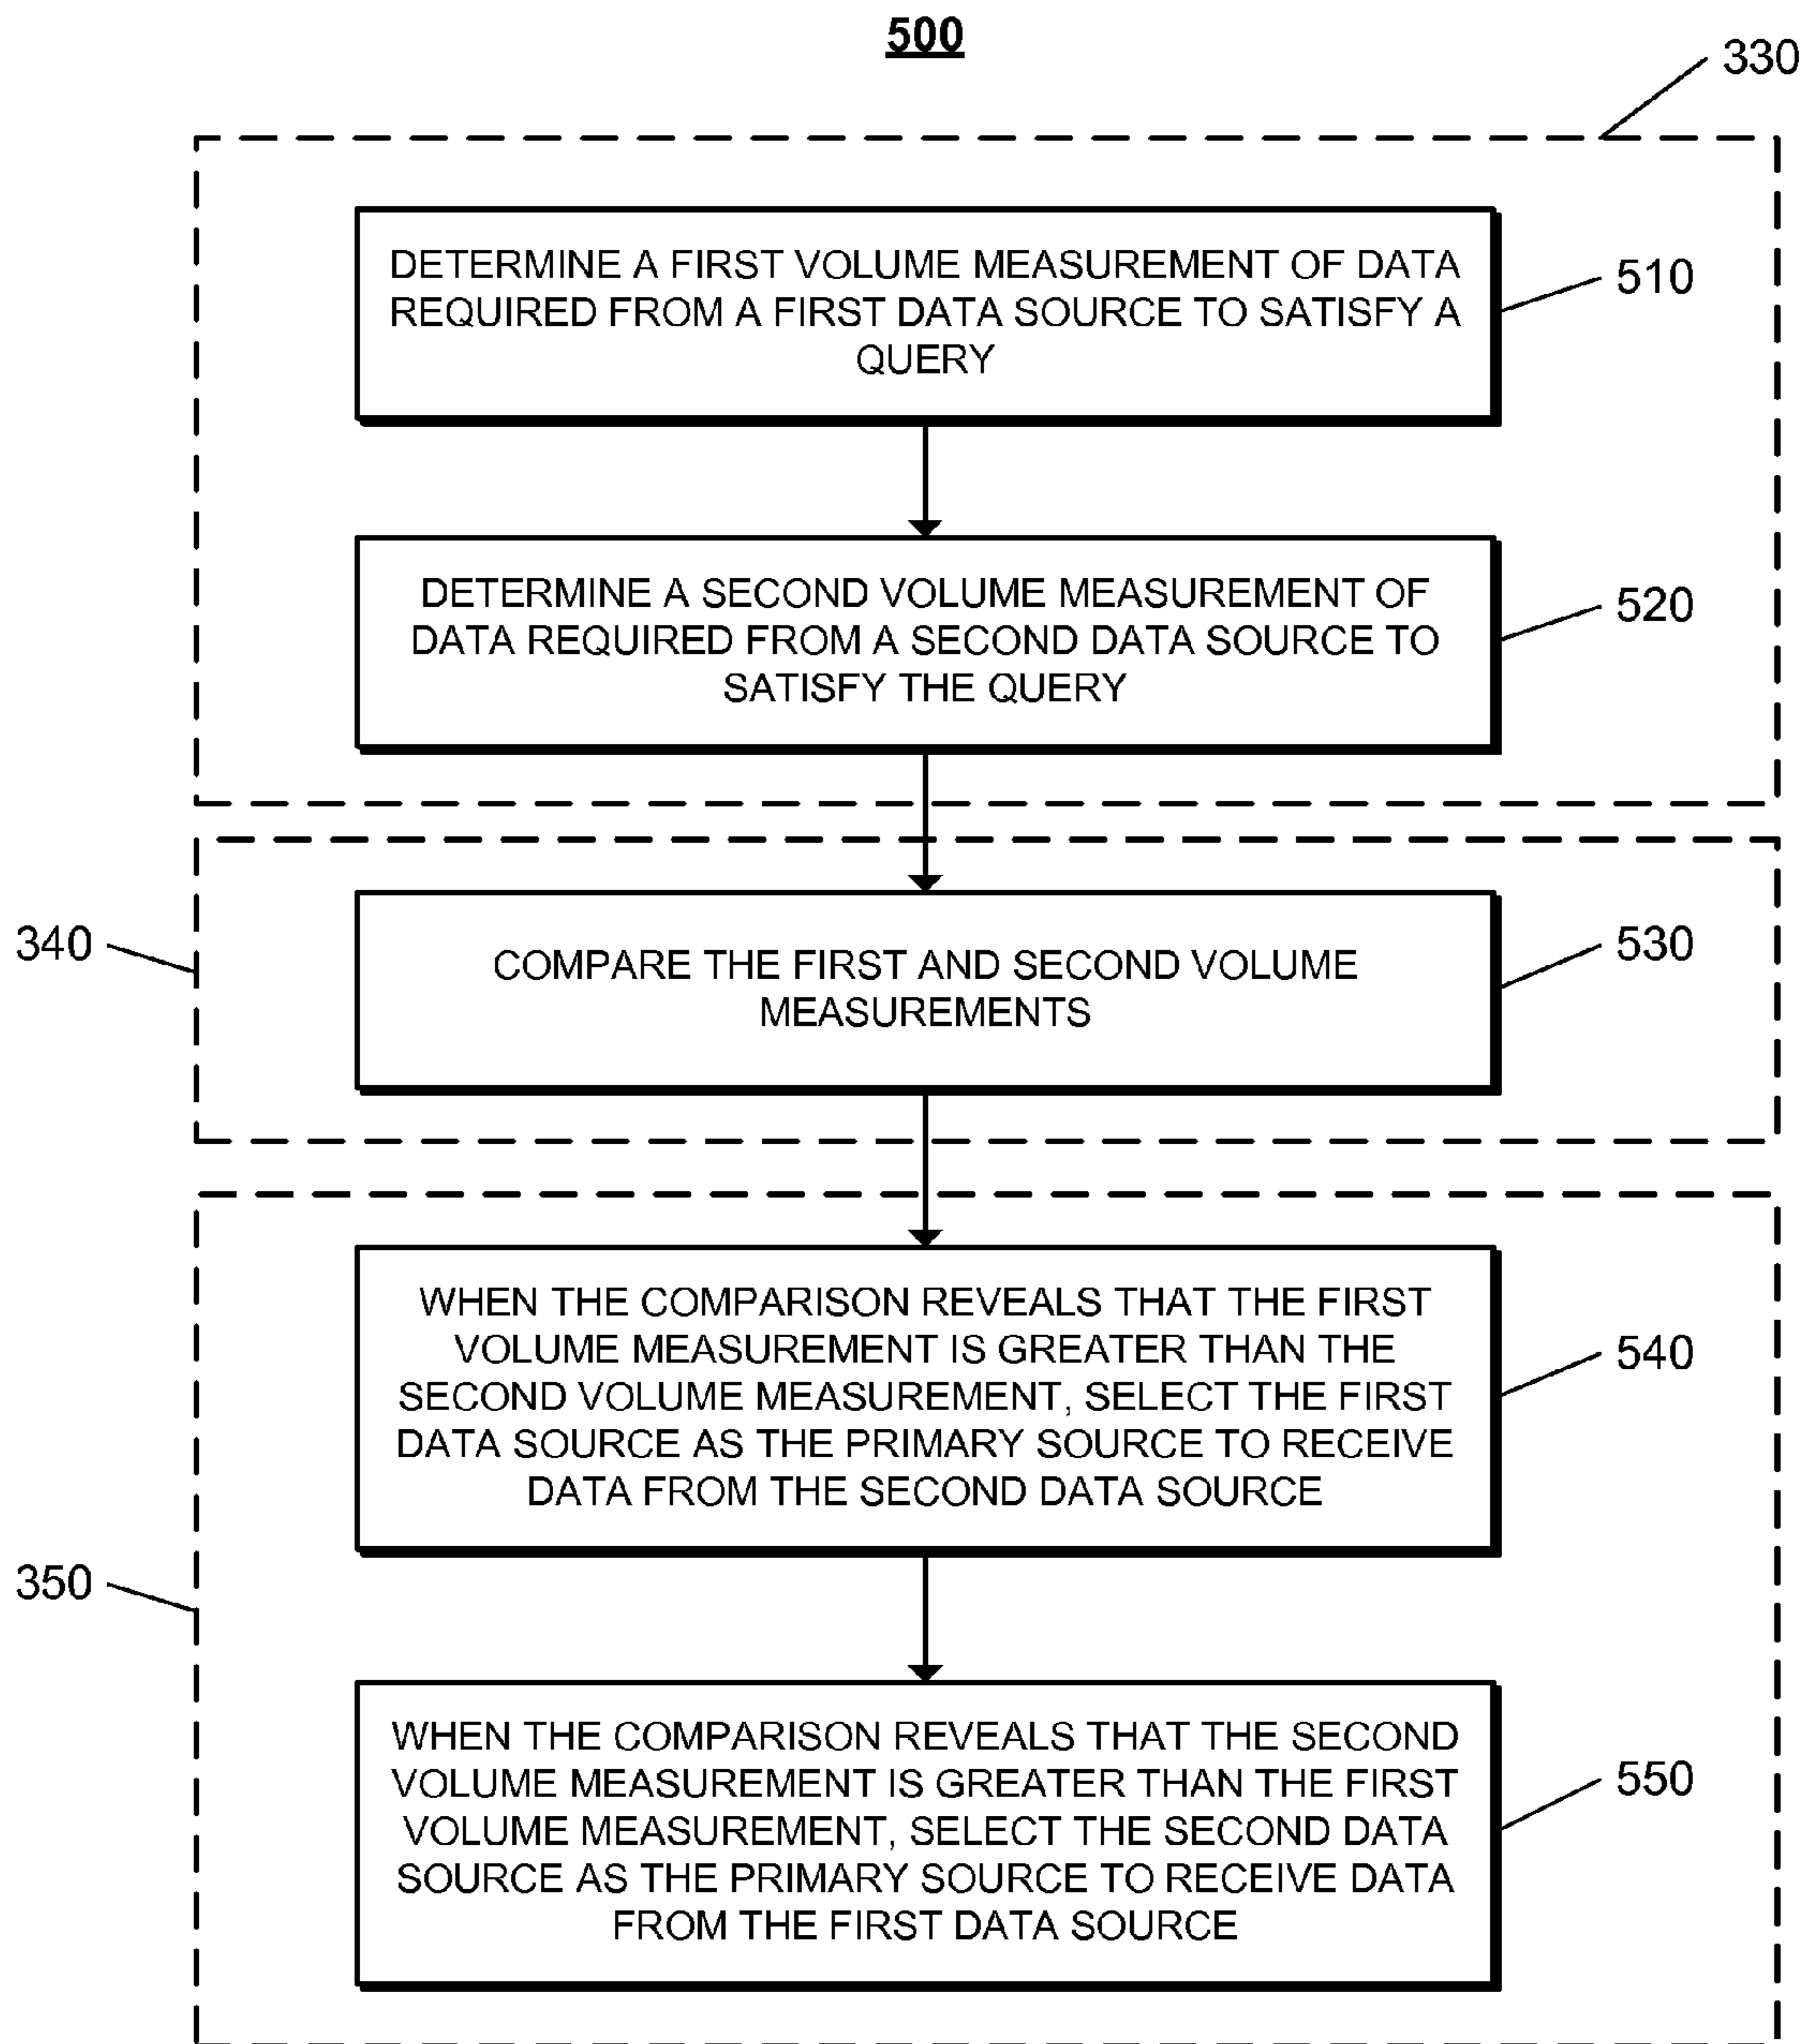 500
330
DETERMINE A FIRST VOLUME MEASUREMENT OF DATA
REQUIRED FROM A FIRST DATA SOURCE TO SATISFY A
QUERY
510
DETERMINE A SECOND VOLUME MEASUREMENT OF
DATA REQUIRED FROM A SECOND DATA SOURCE TO
SATISFY THE QUERY
520
340
COMPARE THE FIRST AND SECOND VOLUME
MEASUREMENTS
530
WHEN THE COMPARISON REVEALS THAT THE FIRST
VOLUME MEASUREMENT IS GREATER THAN THE
SECOND VOLUME MEASUREMENT, SELECT THE FIRST
DATA SOURCE AS THE PRIMARY SOURCE TO RECEIVE
DATA FROM THE SECOND DATA SOURCE
540
350
WHEN THE COMPARISON REVEALS THAT THE SECOND
VOLUME MEASUREMENT IS GREATER THAN THE FIRST
VOLUME MEASUREMENT, SELECT THE SECOND DATA
SOURCE AS THE PRIMARY SOURCE TO RECEIVE DATA
FROM THE FIRST DATA SOURCE
550